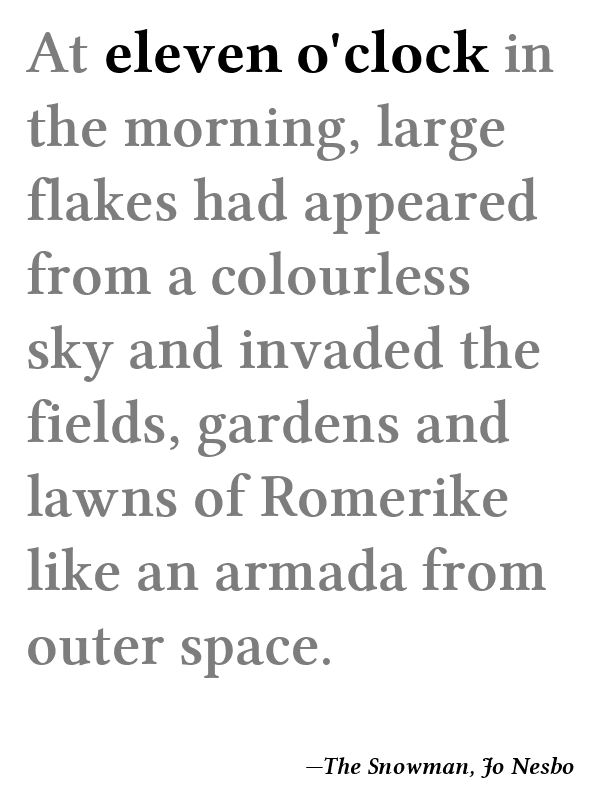 At eleven o'clock in
the morning, large
flakes had appeared
from a colourless
sky and invaded the
fields, gardens and
lawns of Romerike
like an armada from
outer space.
—The Snowman, Jo Nesbo